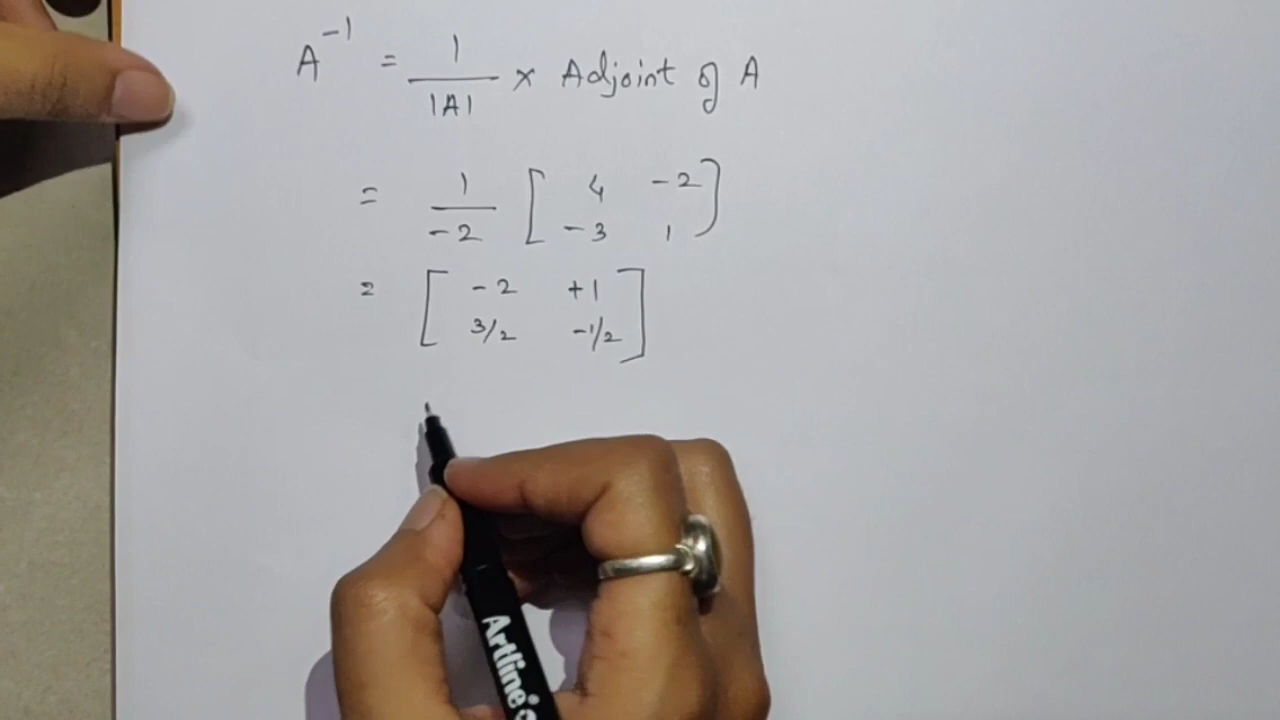 A⁻¹ = 1/|A| × Adjoint of A
= 1/-2 [ 4 -2
-3 1 ]
= [ -2 +1
3/2 -1/2 ]
Artline